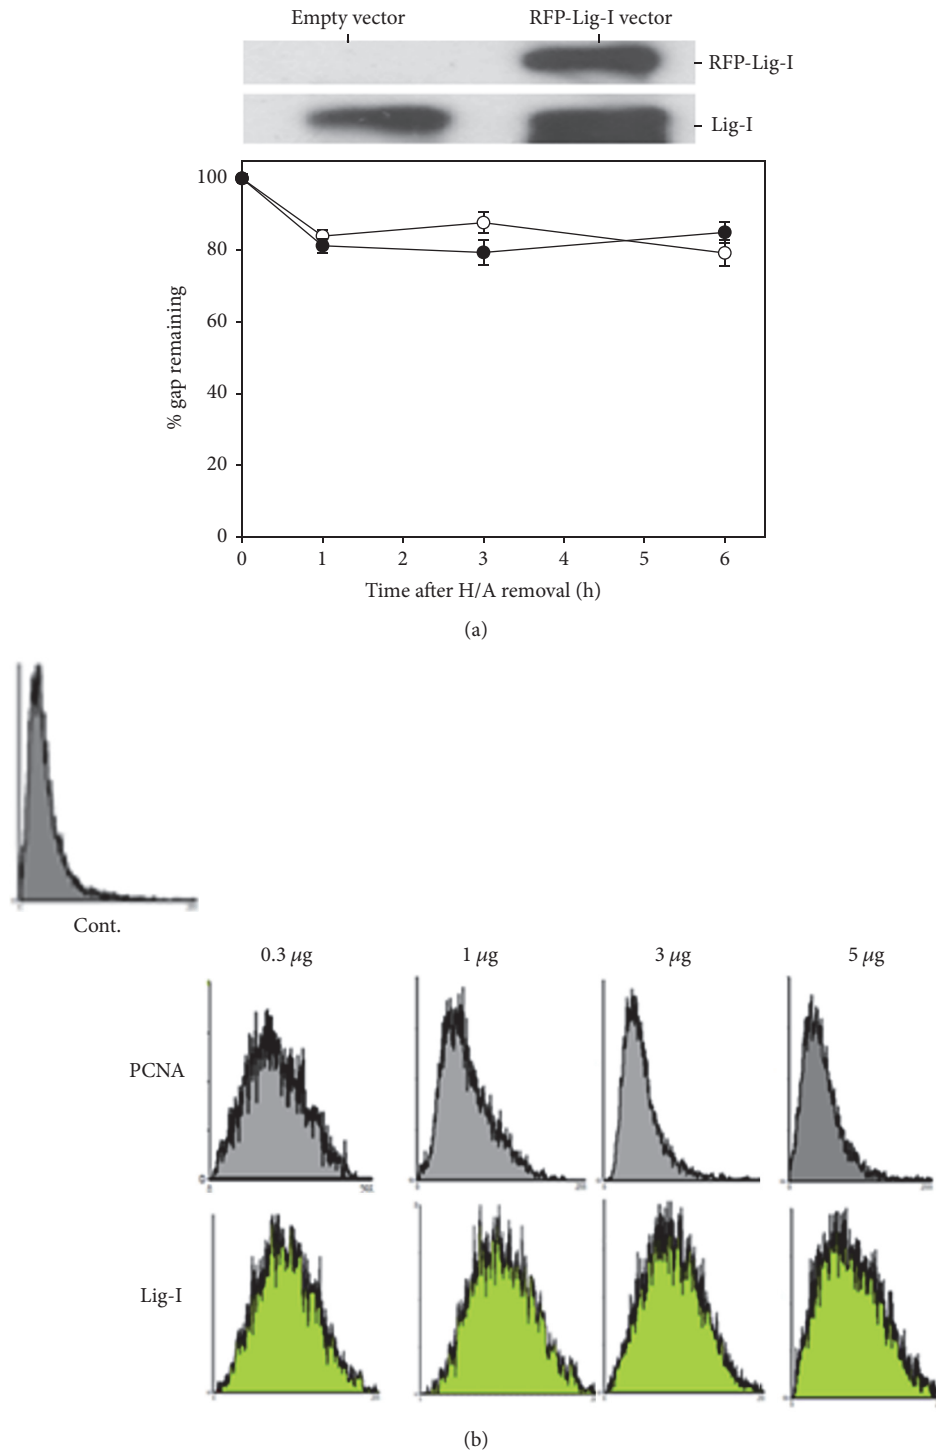 Empty vector
RFP-Lig-I vector
RFP-Lig-I
Lig-I
100
80
60
40
20
0
% gap remaining
0 1 2 3 4 5 6
Time after H/A removal (h)
(a)
Cont.
0.3 μg 1 μg 3 μg 5 μg
PCNA
Lig-I
(b)